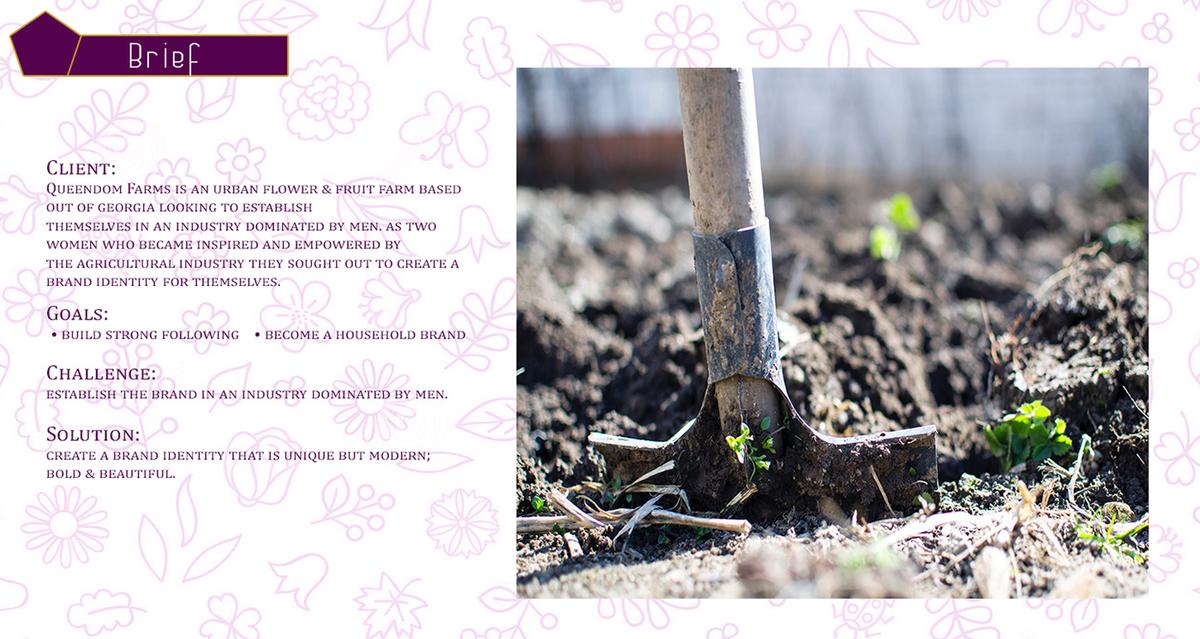 Brief
Client:
Queendom Farms is an urban flower & fruit farm based
out of georgia looking to establish
themselves in an industry dominated by men. as two
women who became inspired and empowered by
the agricultural industry they sought out to create a
brand identity for themselves.
Goals:
• build strong following • become a household brand
Challenge:
establish the brand in an industry dominated by men.
Solution:
create a brand identity that is unique but modern;
bold & beautiful.